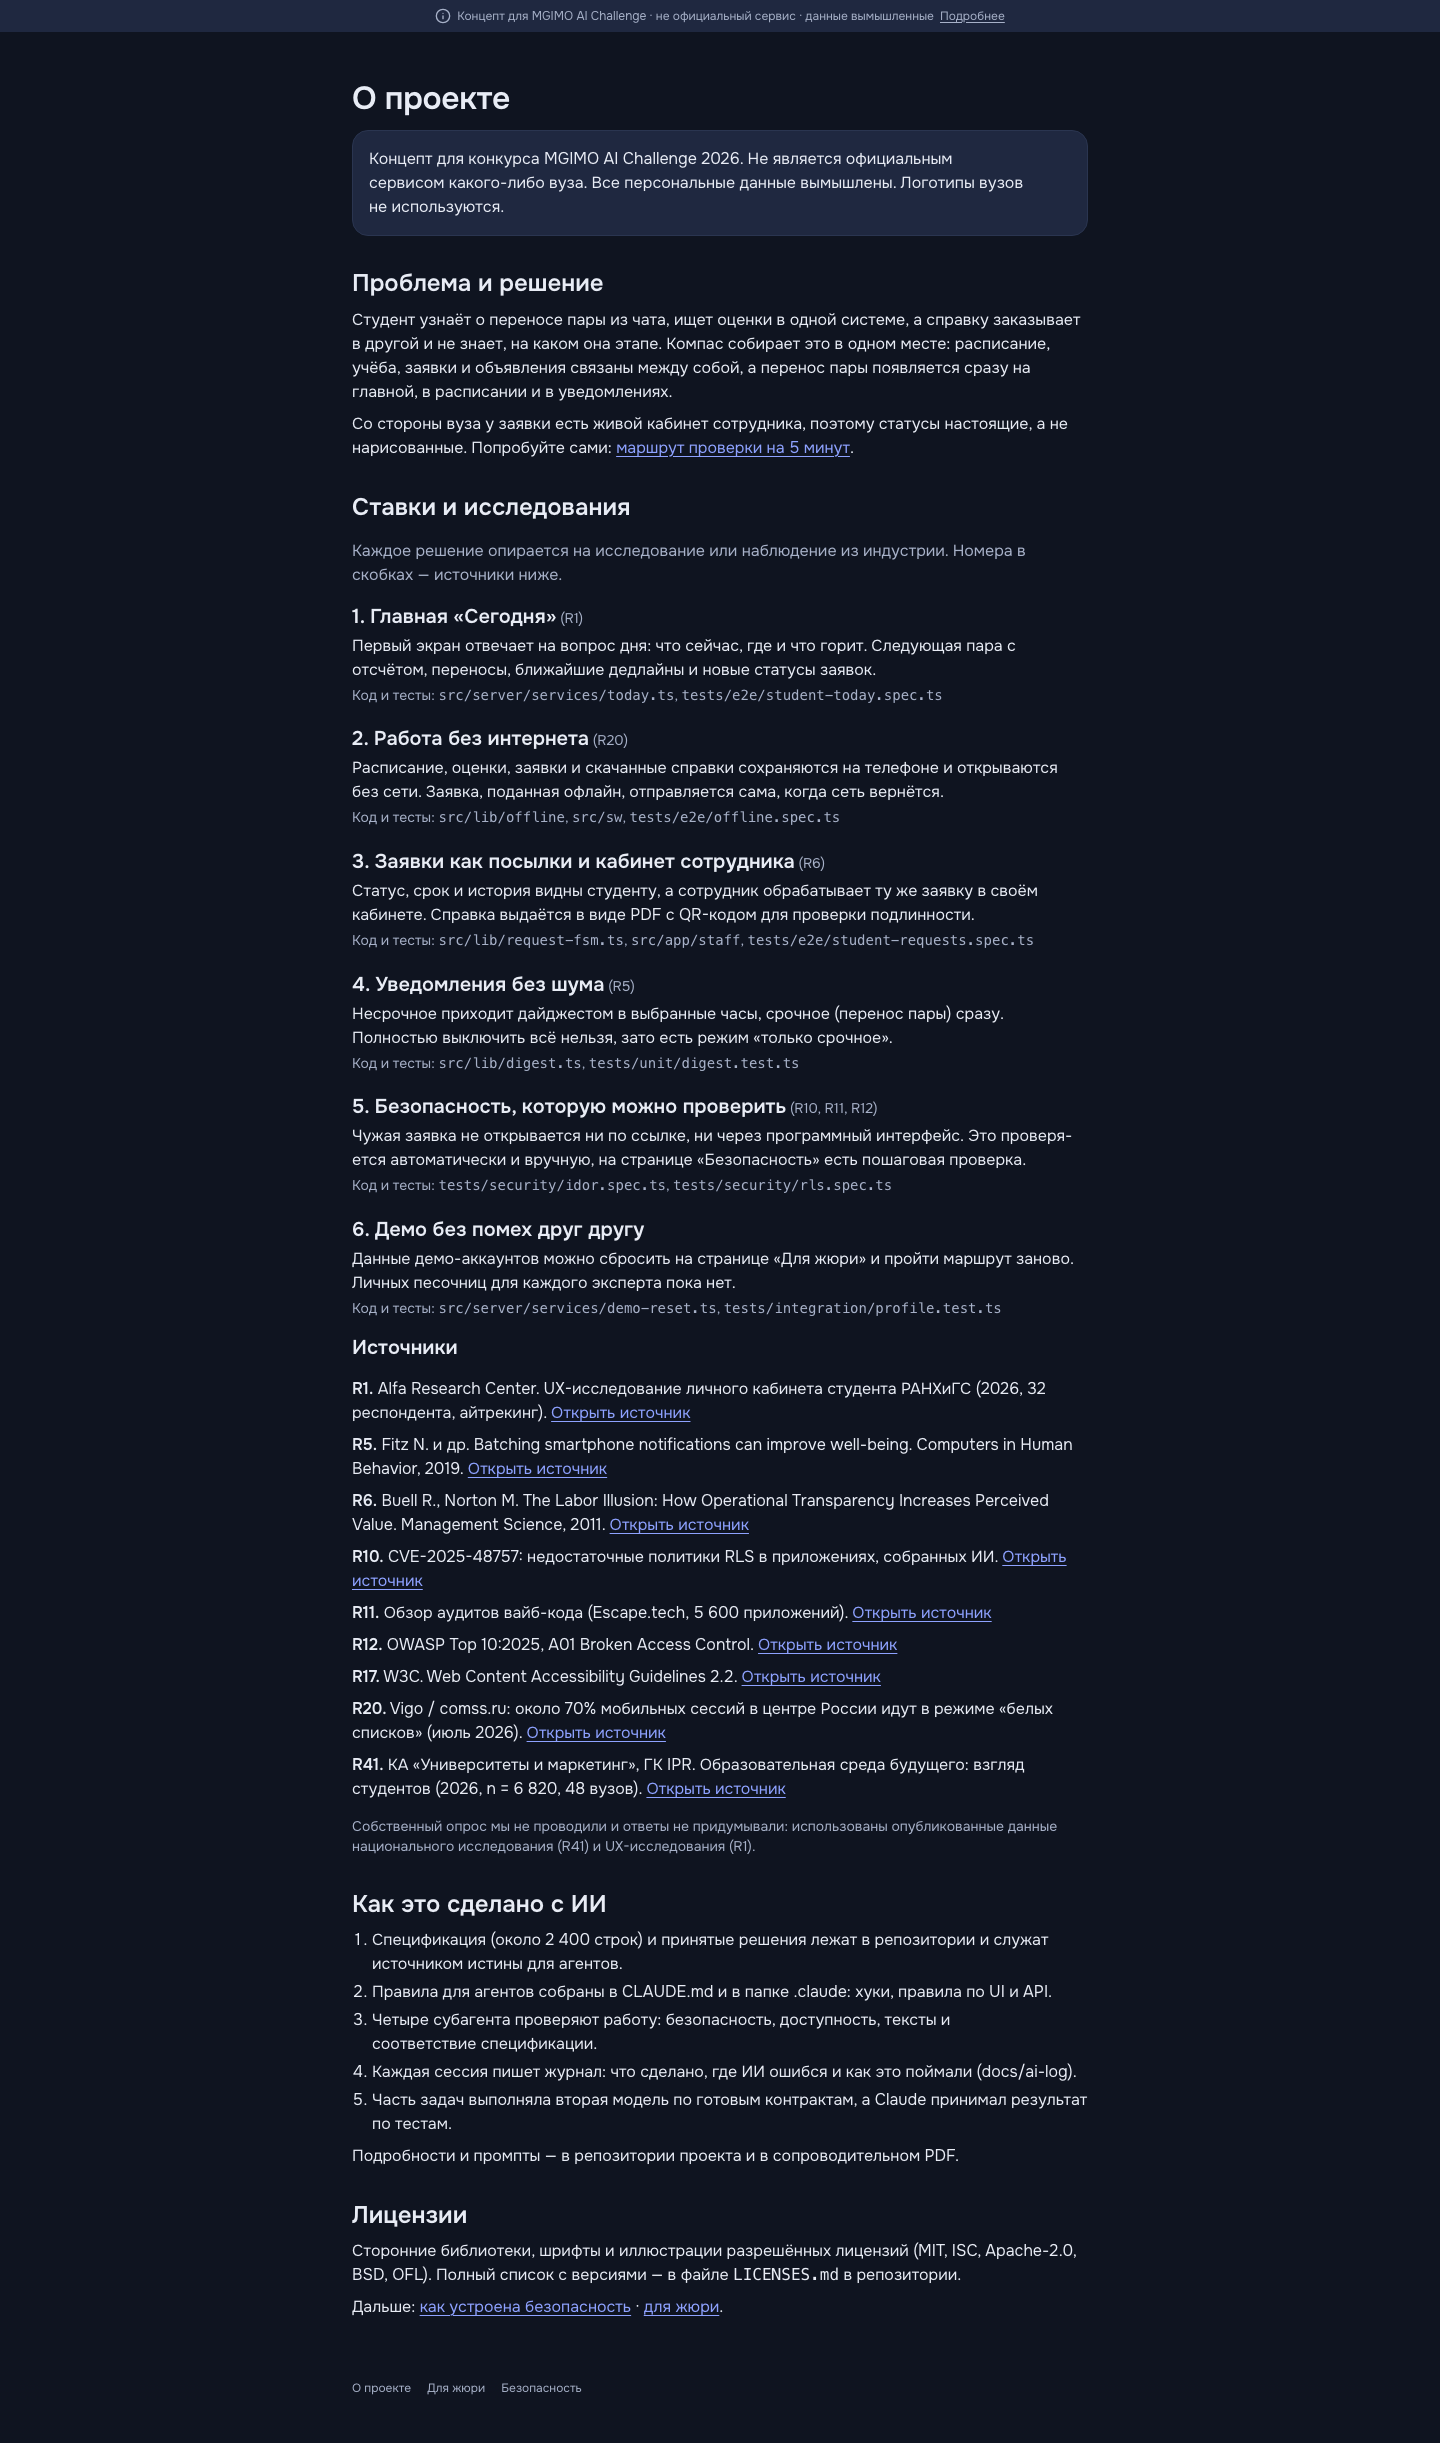 Концепт для MGIMO AI Challenge · не официальный сервис · данные вымышленные Подробнее
О проекте
Концепт для конкурса MGIMO AI Challenge 2026. Не является официальным
сервисом какого-либо вуза. Все персональные данные вымышлены. Логотипы вузов
не используются.
Проблема и решение
Студент узнаёт о переносе пары из чата, ищет оценки в одной системе, а справку заказывает
в другой и не знает, на каком она этапе. Компас собирает это в одном месте: расписание,
учёба, заявки и объявления связаны между собой, а перенос пары появляется сразу на
главной, в расписании и в уведомлениях.
Со стороны вуза у заявки есть живой кабинет сотрудника, поэтому статусы настоящие, а не
нарисованные. Попробуйте сами: маршрут проверки на 5 минут.
Ставки и исследования
Каждое решение опирается на исследование или наблюдение из индустрии. Номера в
скобках — источники ниже.
1. Главная «Сегодня» (R1)
Первый экран отвечает на вопрос дня: что сейчас, где и что горит. Следующая пара с
отсчётом, переносы, ближайшие дедлайны и новые статусы заявок.
Код и тесты: src/server/services/today.ts, tests/e2e/student-today.spec.ts
2. Работа без интернета (R20)
Расписание, оценки, заявки и скачанные справки сохраняются на телефоне и открываются
без сети. Заявка, поданная офлайн, отправляется сама, когда сеть вернётся.
Код и тесты: src/lib/offline, src/sw, tests/e2e/offline.spec.ts
3. Заявки как посылки и кабинет сотрудника (R6)
Статус, срок и история видны студенту, а сотрудник обрабатывает ту же заявку в своём
кабинете. Справка выдаётся в виде PDF с QR-кодом для проверки подлинности.
Код и тесты: src/lib/request-fsm.ts, src/app/staff, tests/e2e/student-requests.spec.ts
4. Уведомления без шума (R5)
Несрочное приходит дайджестом в выбранные часы, срочное (перенос пары) сразу.
Полностью выключить всё нельзя, зато есть режим «только срочное».
Код и тесты: src/lib/digest.ts, tests/unit/digest.test.ts
5. Безопасность, которую можно проверить (R10, R11, R12)
Чужая заявка не открывается ни по ссылке, ни через программный интерфейс. Это проверя-
ется автоматически и вручную, на странице «Безопасность» есть пошаговая проверка.
Код и тесты: tests/security/idor.spec.ts, tests/security/rls.spec.ts
6. Демо без помех друг другу
Данные демо-аккаунтов можно сбросить на странице «Для жюри» и пройти маршрут заново.
Личных песочниц для каждого эксперта пока нет.
Код и тесты: src/server/services/demo-reset.ts, tests/integration/profile.test.ts
Источники
R1. Alfa Research Center. UX-исследование личного кабинета студента РАНХиГС (2026, 32
респондента, айтрекинг). Открыть источник
R5. Fitz N. и др. Batching smartphone notifications can improve well-being. Computers in Human
Behavior, 2019. Открыть источник
R6. Buell R., Norton M. The Labor Illusion: How Operational Transparency Increases Perceived
Value. Management Science, 2011. Открыть источник
R10. CVE-2025-48757: недостаточные политики RLS в приложениях, собранных ИИ. Открыть
источник
R11. Обзор аудитов вайб-кода (Escape.tech, 5 600 приложений). Открыть источник
R12. OWASP Top 10:2025, A01 Broken Access Control. Открыть источник
R17. W3C. Web Content Accessibility Guidelines 2.2. Открыть источник
R20. Vigo / comss.ru: около 70% мобильных сессий в центре России идут в режиме «белых
списков» (июль 2026). Открыть источник
R41. КА «Университеты и маркетинг», ГК IPR. Образовательная среда будущего: взгляд
студентов (2026, n = 6 820, 48 вузов). Открыть источник
Собственный опрос мы не проводили и ответы не придумывали: использованы опубликованные данные
национального исследования (R41) и UX-исследования (R1).
Как это сделано с ИИ
1. Спецификация (около 2 400 строк) и принятые решения лежат в репозитории и служат
источником истины для агентов.
2. Правила для агентов собраны в CLAUDE.md и в папке .claude: хуки, правила по UI и API.
3. Четыре субагента проверяют работу: безопасность, доступность, тексты и
соответствие спецификации.
4. Каждая сессия пишет журнал: что сделано, где ИИ ошибся и как это поймали (docs/ai-log).
5. Часть задач выполняла вторая модель по готовым контрактам, а Claude принимал результат
по тестам.
Подробности и промпты — в репозитории проекта и в сопроводительном PDF.
Лицензии
Сторонние библиотеки, шрифты и иллюстрации разрешённых лицензий (MIT, ISC, Apache-2.0,
BSD, OFL). Полный список с версиями — в файле LICENSES.md в репозитории.
Дальше: как устроена безопасность · для жюри.
О проекте Для жюри Безопасность